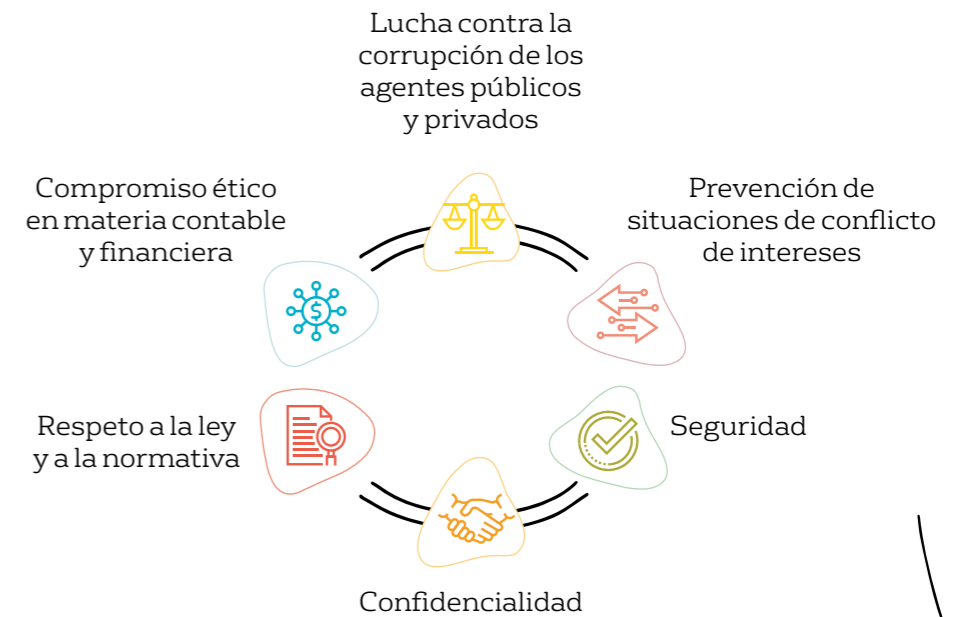 Lucha contra la
corrupción de los
agentes públicos
y privados
Compromiso ético
en materia contable
y financiera
Prevención de
situaciones de conflicto
de intereses
Respeto a la ley
y a la normativa
Seguridad
Confidencialidad